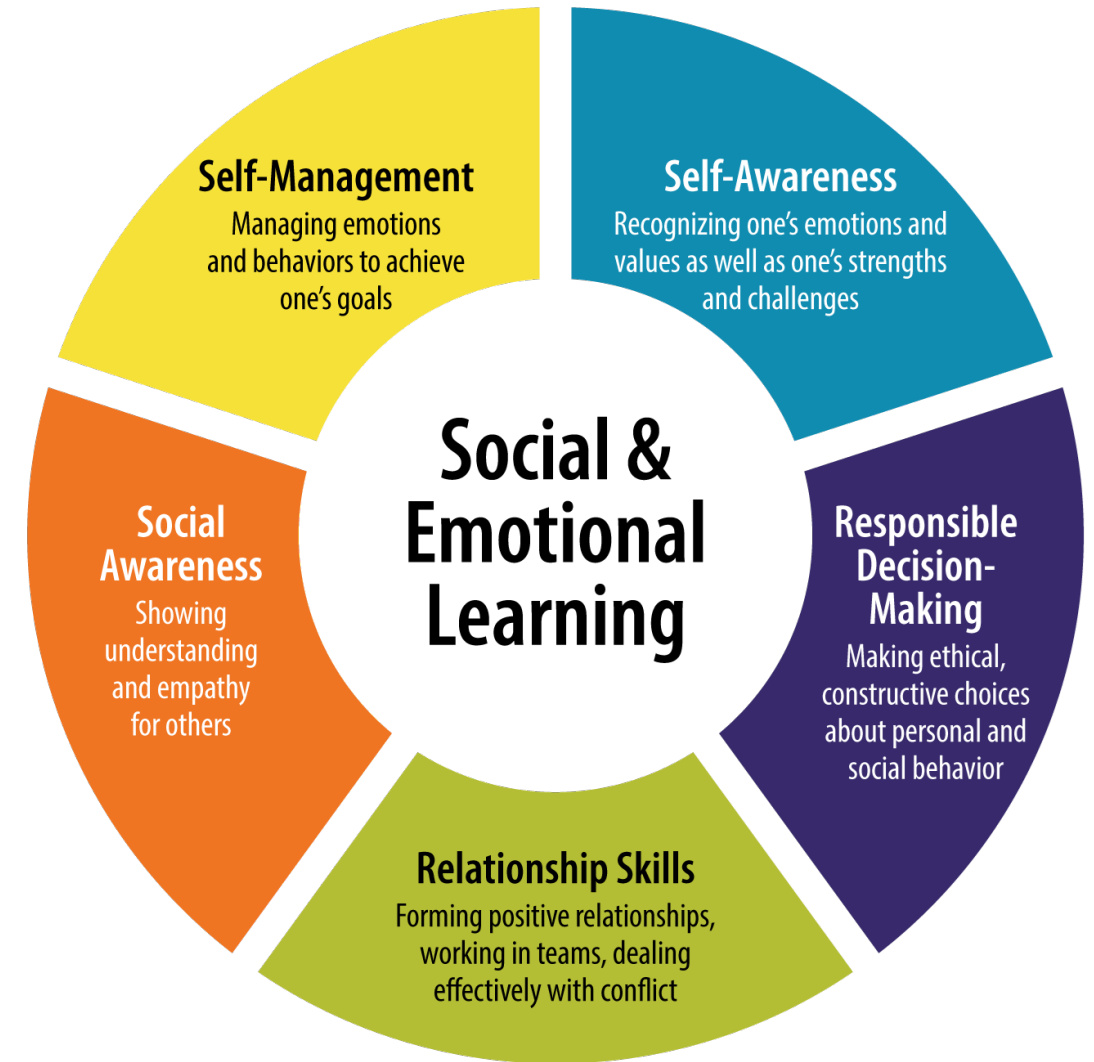 Self-Management
Managing emotions
and behaviors to achieve
one’s goals
Self-Awareness
Recognizing one’s emotions and
values as well as one’s strengths
and challenges
Social &
Emotional
Learning
Social
Awareness
Showing
understanding
and empathy
for others
Responsible
Decision-
Making
Making ethical,
constructive choices
about personal and
social behavior
Relationship Skills
Forming positive relationships,
working in teams, dealing
effectively with conflict